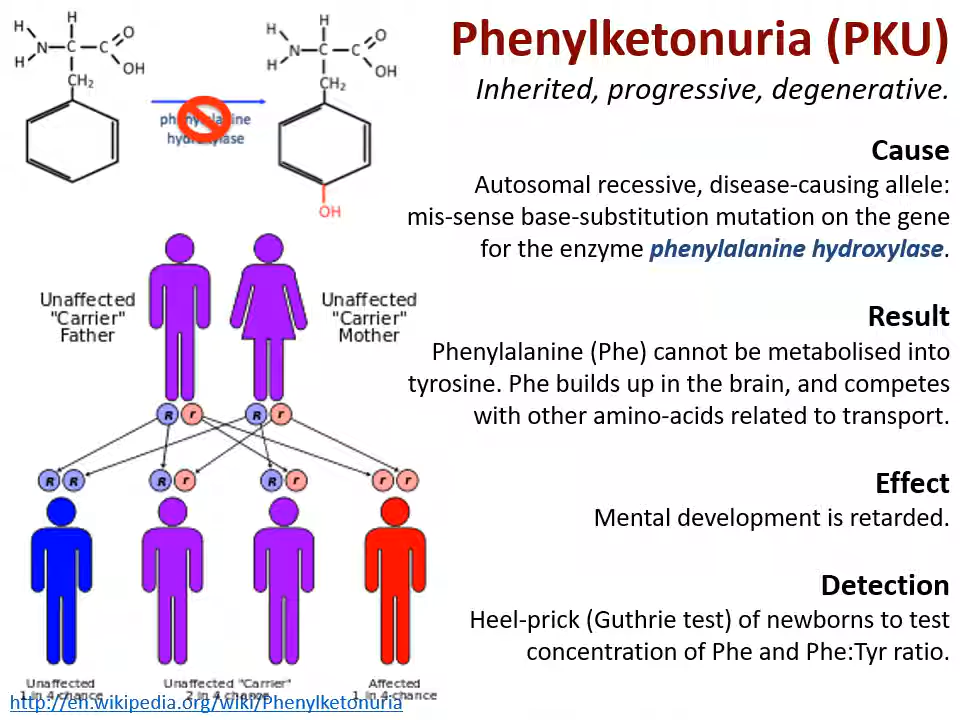 Phenylketonuria (PKU)
Inherited, progressive, degenerative.
H
H
N
C
C
O
H
OH
CH2
H
H
N
C
C
O
H
OH
CH2
OH
phenylalanine
hydroxylase
Cause
Autosomal recessive, disease-causing allele:
mis-sense base-substitution mutation on the gene
for the enzyme phenylalanine hydroxylase.
Unaffected
"Carrier"
Father
Unaffected
"Carrier"
Mother
R r R r
R R R r R r r r
Unaffected
1 in 4 chance
Unaffected "Carrier"
2 in 4 chance
Affected
1 in 4 chance
Result
Phenylalanine (Phe) cannot be metabolised into
tyrosine. Phe builds up in the brain, and competes
with other amino-acids related to transport.
Effect
Mental development is retarded.
Detection
Heel-prick (Guthrie test) of newborns to test
concentration of Phe and Phe:Tyr ratio.
http://en.wikipedia.org/wiki/Phenylketonuria